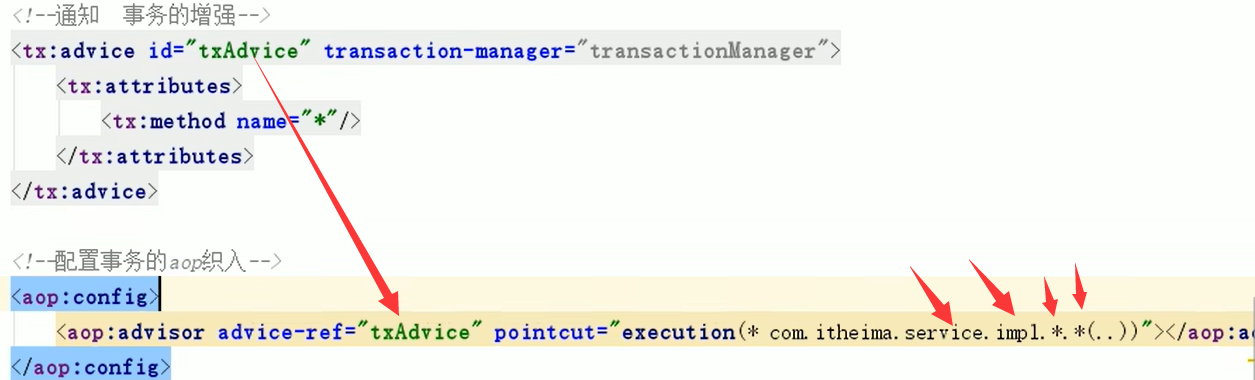 <!--通知  事务的增强-->
<tx:advice id="txAdvice" transaction-manager="transactionManager">
<tx:attributes>
<tx:method name="*"/>
</tx:attributes>
</tx:advice>
<!--配置事务的aop织入-->
<aop:config>
<aop:advisor advice-ref="txAdvice" pointcut="execution(* com.itheima.service.impl.*.*(..))"></aop:ad
</aop:config>